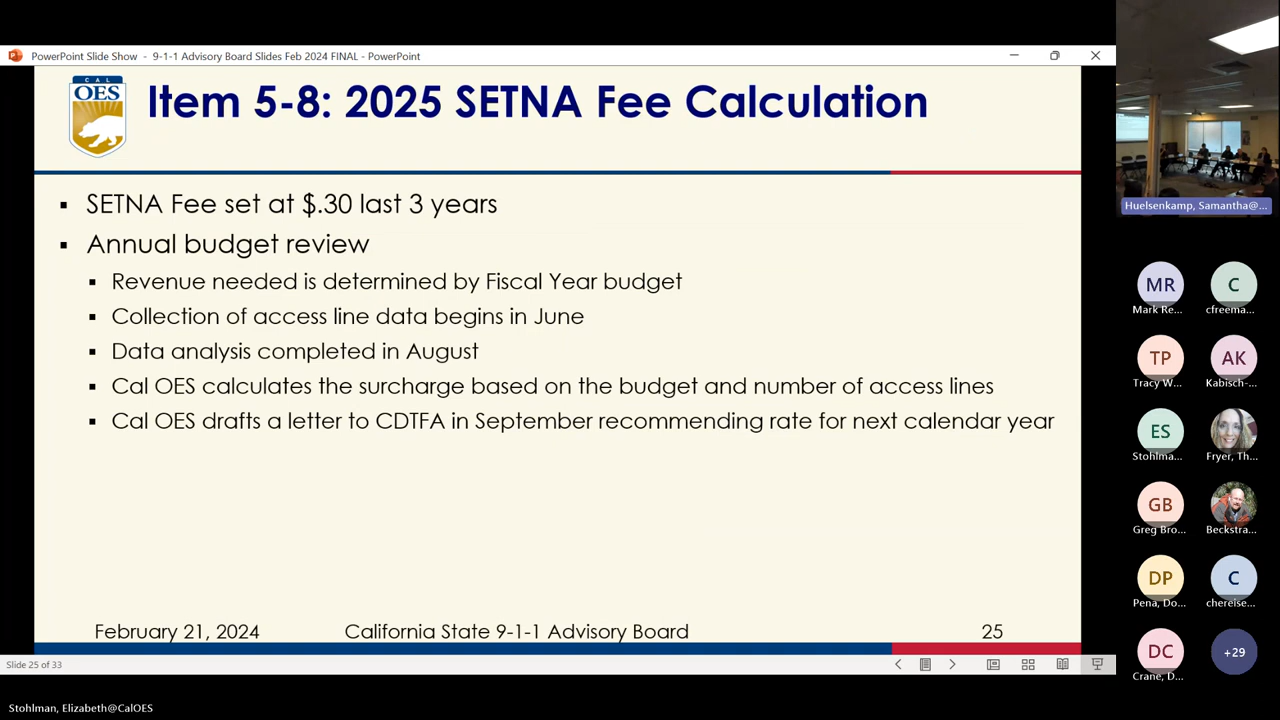 PowerPoint Slide Show - 9-1-1 Advisory Board Slides Feb 2024 FINAL - PowerPoint
CAL
OES
Item 5-8: 2025 SETNA Fee Calculation
▪ SETNA Fee set at $.30 last 3 years
▪ Annual budget review
▪ Revenue needed is determined by Fiscal Year budget
▪ Collection of access line data begins in June
▪ Data analysis completed in August
▪ Cal OES calculates the surcharge based on the budget and number of access lines
▪ Cal OES drafts a letter to CDTFA in September recommending rate for next calendar year
February 21, 2024
California State 9-1-1 Advisory Board
25
Slide 25 of 33
Stohlman, Elizabeth@CalOES
Huelsenkamp, Samantha@...
MR
C
Mark Re...
cfreema...
TP
AK
Tracy W...
Kabisch-...
ES
Stohlma...
Fryer, Th...
GB
Greg Bro...
Beckstra...
DP
C
Pena, Do...
chereise...
DC
+29
Crane, D...